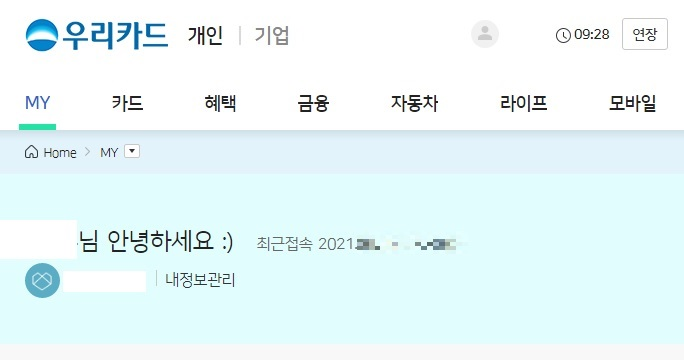 우리카드 개인 | 기업 09:28 연장
MY 카드 혜택 금융 자동차 라이프 모바일
Home > MY
님 안녕하세요 :) 최근접속 2021.
내정보관리